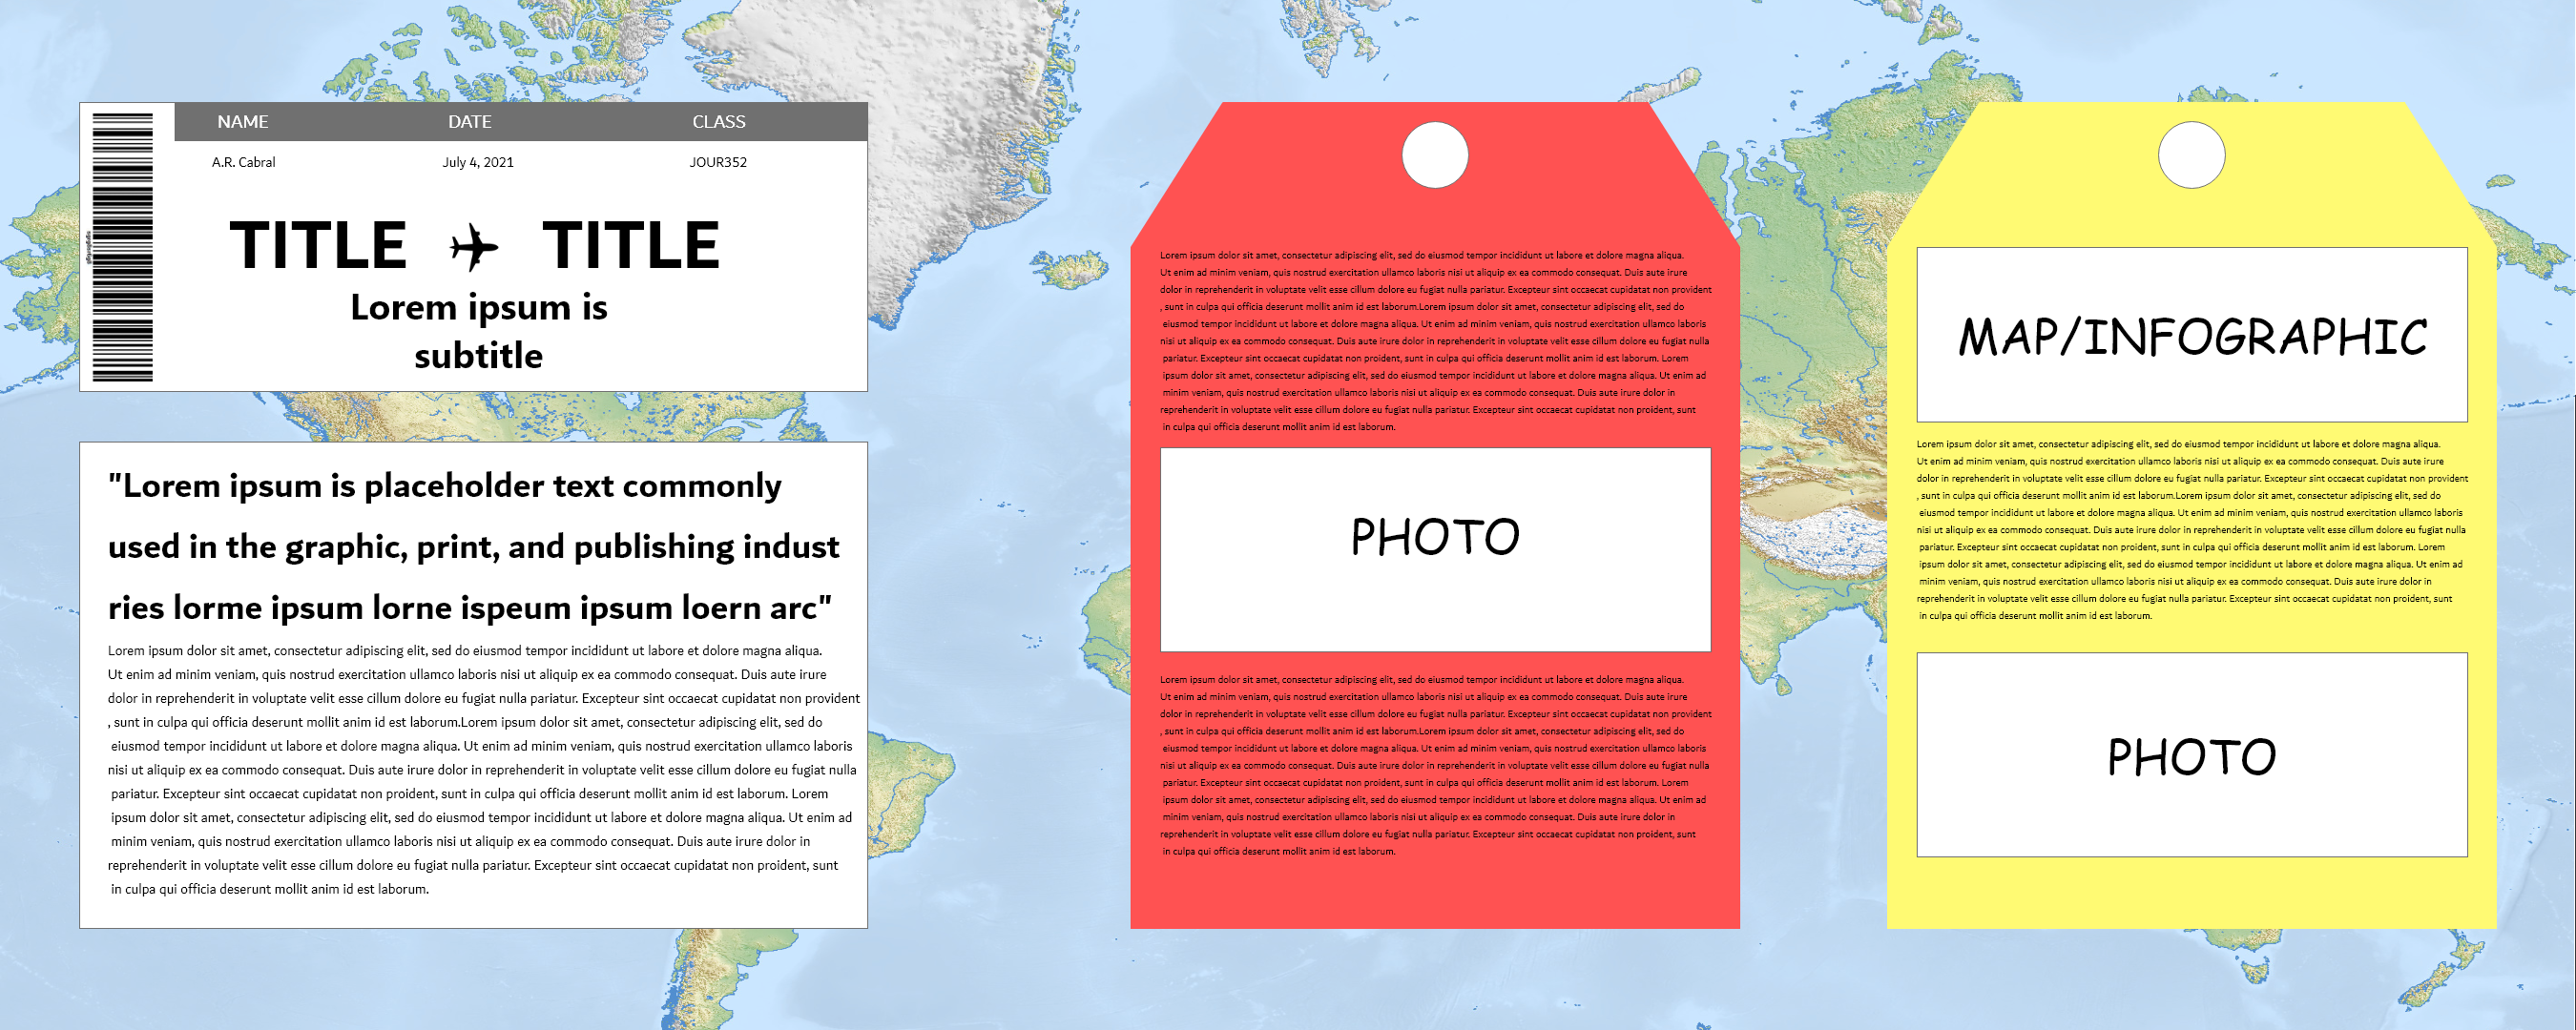 NAME DATE CLASS
A.R. Cabral July 4, 2021 JOUR352
TITLE TITLE
Lorem ipsum is
subtitle
"Lorem ipsum is placeholder text commonly
used in the graphic, print, and publishing indust
ries lorme ipsum lorne ispeum ipsum loern arc"
Lorem ipsum dolor sit amet, consectetur adipiscing elit, sed do eiusmod tempor incididunt ut labore et dolore magna aliqua.
Ut enim ad minim veniam, quis nostrud exercitation ullamco laboris nisi ut aliquip ex ea commodo consequat. Duis aute irure
dolor in reprehenderit in voluptate velit esse cillum dolore eu fugiat nulla pariatur. Excepteur sint occaecat cupidatat non provident
, sunt in culpa qui officia deserunt mollit anim id est laborum.Lorem ipsum dolor sit amet, consectetur adipiscing elit, sed do
eiusmod tempor incididunt ut labore et dolore magna aliqua. Ut enim ad minim veniam, quis nostrud exercitation ullamco laboris
nisi ut aliquip ex ea commodo consequat. Duis aute irure dolor in reprehenderit in voluptate velit esse cillum dolore eu fugiat nulla
pariatur. Excepteur sint occaecat cupidatat non proident, sunt in culpa qui officia deserunt mollit anim id est laborum. Lorem
ipsum dolor sit amet, consectetur adipiscing elit, sed do eiusmod tempor incididunt ut labore et dolore magna aliqua. Ut enim ad
minim veniam, quis nostrud exercitation ullamco laboris nisi ut aliquip ex ea commodo consequat. Duis aute irure dolor in
reprehenderit in voluptate velit esse cillum dolore eu fugiat nulla pariatur. Excepteur sint occaecat cupidatat non proident, sunt
in culpa qui officia deserunt mollit anim id est laborum.
Lorem ipsum dolor sit amet, consectetur adipiscing elit, sed do eiusmod tempor incididunt ut labore et dolore magna aliqua.
Ut enim ad minim veniam, quis nostrud exercitation ullamco laboris nisi ut aliquip ex ea commodo consequat. Duis aute irure
dolor in reprehenderit in voluptate velit esse cillum dolore eu fugiat nulla pariatur. Excepteur sint occaecat cupidatat non provident
, sunt in culpa qui officia deserunt mollit anim id est laborum.Lorem ipsum dolor sit amet, consectetur adipiscing elit, sed do
eiusmod tempor incididunt ut labore et dolore magna aliqua. Ut enim ad minim veniam, quis nostrud exercitation ullamco laboris
nisi ut aliquip ex ea commodo consequat. Duis aute irure dolor in reprehenderit in voluptate velit esse cillum dolore eu fugiat nulla
pariatur. Excepteur sint occaecat cupidatat non proident, sunt in culpa qui officia deserunt mollit anim id est laborum. Lorem
ipsum dolor sit amet, consectetur adipiscing elit, sed do eiusmod tempor incididunt ut labore et dolore magna aliqua. Ut enim ad
minim veniam, quis nostrud exercitation ullamco laboris nisi ut aliquip ex ea commodo consequat. Duis aute irure dolor in
reprehenderit in voluptate velit esse cillum dolore eu fugiat nulla pariatur. Excepteur sint occaecat cupidatat non proident, sunt
in culpa qui officia deserunt mollit anim id est laborum.
PHOTO
Lorem ipsum dolor sit amet, consectetur adipiscing elit, sed do eiusmod tempor incididunt ut labore et dolore magna aliqua.
Ut enim ad minim veniam, quis nostrud exercitation ullamco laboris nisi ut aliquip ex ea commodo consequat. Duis aute irure
dolor in reprehenderit in voluptate velit esse cillum dolore eu fugiat nulla pariatur. Excepteur sint occaecat cupidatat non provident
, sunt in culpa qui officia deserunt mollit anim id est laborum.Lorem ipsum dolor sit amet, consectetur adipiscing elit, sed do
eiusmod tempor incididunt ut labore et dolore magna aliqua. Ut enim ad minim veniam, quis nostrud exercitation ullamco laboris
nisi ut aliquip ex ea commodo consequat. Duis aute irure dolor in reprehenderit in voluptate velit esse cillum dolore eu fugiat nulla
pariatur. Excepteur sint occaecat cupidatat non proident, sunt in culpa qui officia deserunt mollit anim id est laborum. Lorem
ipsum dolor sit amet, consectetur adipiscing elit, sed do eiusmod tempor incididunt ut labore et dolore magna aliqua. Ut enim ad
minim veniam, quis nostrud exercitation ullamco laboris nisi ut aliquip ex ea commodo consequat. Duis aute irure dolor in
reprehenderit in voluptate velit esse cillum dolore eu fugiat nulla pariatur. Excepteur sint occaecat cupidatat non proident, sunt
in culpa qui officia deserunt mollit anim id est laborum.
MAP/INFOGRAPHIC
Lorem ipsum dolor sit amet, consectetur adipiscing elit, sed do eiusmod tempor incididunt ut labore et dolore magna aliqua.
Ut enim ad minim veniam, quis nostrud exercitation ullamco laboris nisi ut aliquip ex ea commodo consequat. Duis aute irure
dolor in reprehenderit in voluptate velit esse cillum dolore eu fugiat nulla pariatur. Excepteur sint occaecat cupidatat non provident
, sunt in culpa qui officia deserunt mollit anim id est laborum.Lorem ipsum dolor sit amet, consectetur adipiscing elit, sed do
eiusmod tempor incididunt ut labore et dolore magna aliqua. Ut enim ad minim veniam, quis nostrud exercitation ullamco laboris
nisi ut aliquip ex ea commodo consequat. Duis aute irure dolor in reprehenderit in voluptate velit esse cillum dolore eu fugiat nulla
pariatur. Excepteur sint occaecat cupidatat non proident, sunt in culpa qui officia deserunt mollit anim id est laborum. Lorem
ipsum dolor sit amet, consectetur adipiscing elit, sed do eiusmod tempor incididunt ut labore et dolore magna aliqua. Ut enim ad
minim veniam, quis nostrud exercitation ullamco laboris nisi ut aliquip ex ea commodo consequat. Duis aute irure dolor in
reprehenderit in voluptate velit esse cillum dolore eu fugiat nulla pariatur. Excepteur sint occaecat cupidatat non proident, sunt
in culpa qui officia deserunt mollit anim id est laborum.
PHOTO